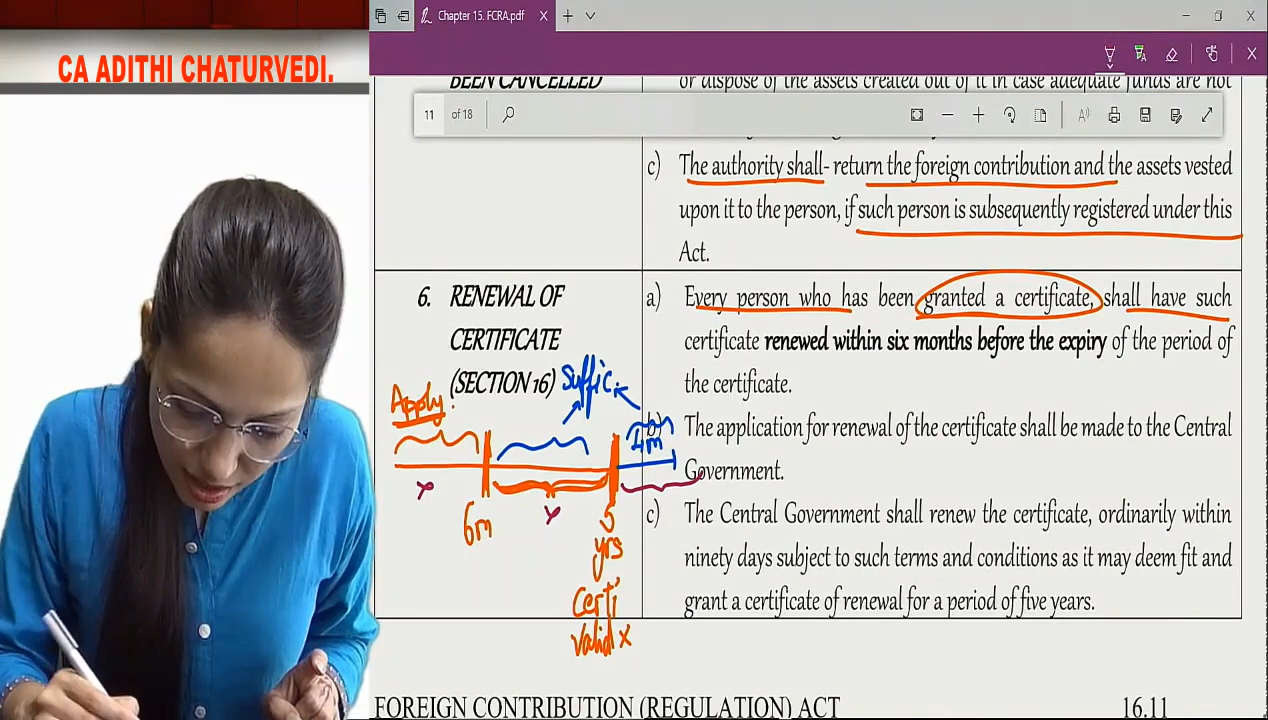 Chapter 15. FCRA.pdf
CA ADITHI CHATURVEDI.
BEEN CANCELLED
or dispose of the assets created out of it in case adequate funds are not
11 of 18
c) The authority shall- return the foreign contribution and the assets vested
upon it to the person, if such person is subsequently registered under this
Act.
6. RENEWAL OF
CERTIFICATE
(SECTION 16)
a) Every person who has been granted a certificate, shall have such
certificate renewed within six months before the expiry of the period of
the certificate.
b) The application for renewal of the certificate shall be made to the Central
Government.
c) The Central Government shall renew the certificate, ordinarily within
ninety days subject to such terms and conditions as it may deem fit and
grant a certificate of renewal for a period of five years.
Suffic.
Apply.
4m
x
6m
x
5
yrs
Certi
Valid x
FOREIGN CONTRIBUTION (REGULATION) ACT
16.11